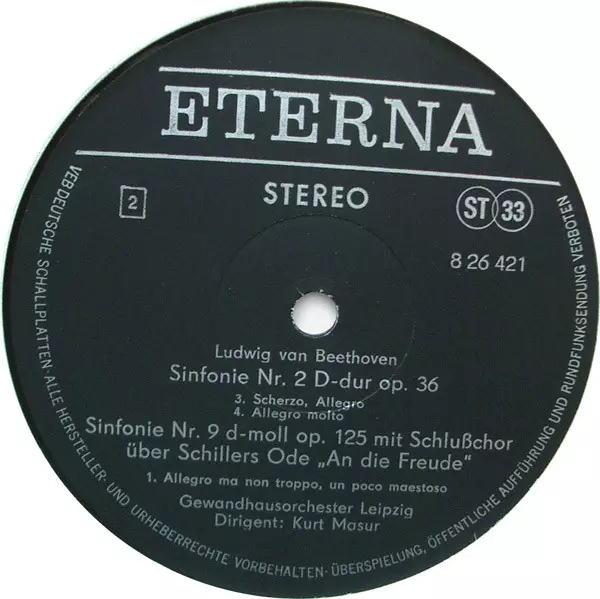 ETERNA
STEREO
2
ST 33
8 26 421
Ludwig van Beethoven
Sinfonie Nr. 2 D-dur op. 36
3. Scherzo, Allegro
4. Allegro molto
Sinfonie Nr. 9 d-moll op. 125 mit Schlußchor
über Schillers Ode „An die Freude“
1. Allegro ma non troppo, un poco maestoso
Gewandhausorchester Leipzig
Dirigent: Kurt Masur
VEB DEUTSCHE SCHALLPLATTEN · ALLE HERSTELLER- UND URHEBERRECHTE VORBEHALTEN · ÜBERSPIELUNG, ÖFFENTLICHE AUFFÜHRUNG UND RUNDFUNKSENDUNG VERBOTEN